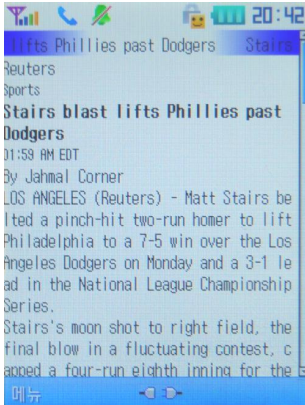 20:42
lifts Phillies past Dodgers Stairs
Reuters
Sports
Stairs blast lifts Phillies past
Dodgers
01:59 AM EDT
By Jahmal Corner
LOS ANGELES (Reuters) - Matt Stairs be
lted a pinch-hit two-run homer to lift
Philadelphia to a 7-5 win over the Los
Angeles Dodgers on Monday and a 3-1 le
ad in the National League Championship
Series.
Stairs's moon shot to right field, the
final blow in a fluctuating contest, c
apped a four-run eighth inning for the
메뉴